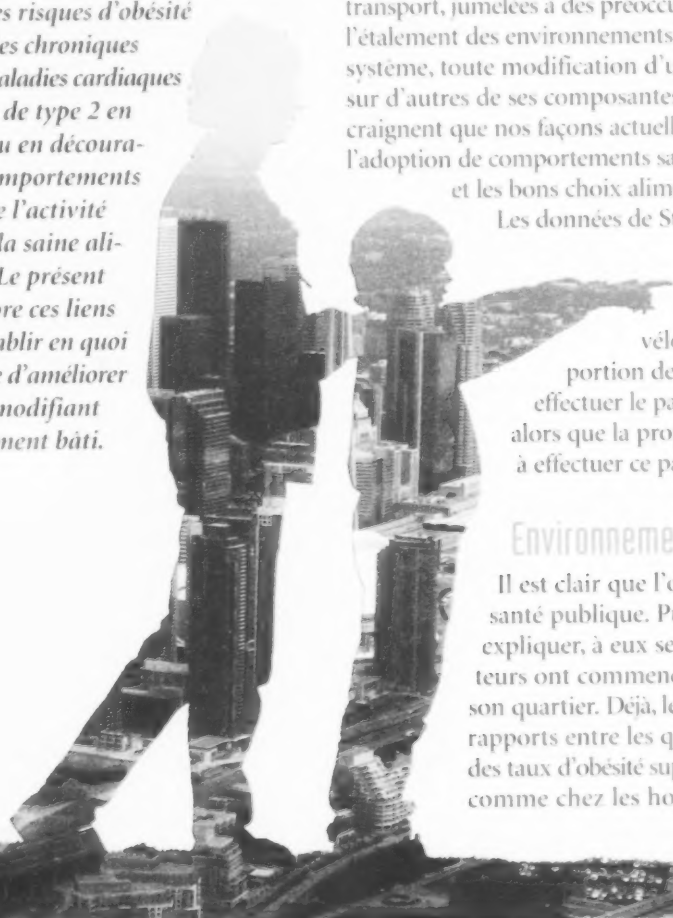 es risques d'obésité
es chroniques
aladies cardiaques
de type 2 en
u en découra-
mportements
e l'activité
la saine ali-
Le présent
ore ces liens
ablir en quoi
e d'améliorer
modifiant
ment bâti.
transport, jumelées à des préoccu
l'étalement des environnements
système, toute modification d'u
sur d'autres de ses composantes
craignent que nos façons actuell
l'adoption de comportements sa
et les bons choix alim
Les données de St
vélo
portion de
effectuer le pa
alors que la pro
à effectuer ce pa
Environneme
Il est clair que l'e
santé publique. Pu
expliquer, à eux se
teurs ont commenc
son quartier. Déjà, le
rapports entre les q
des taux d'obésité sup
comme chez les ho